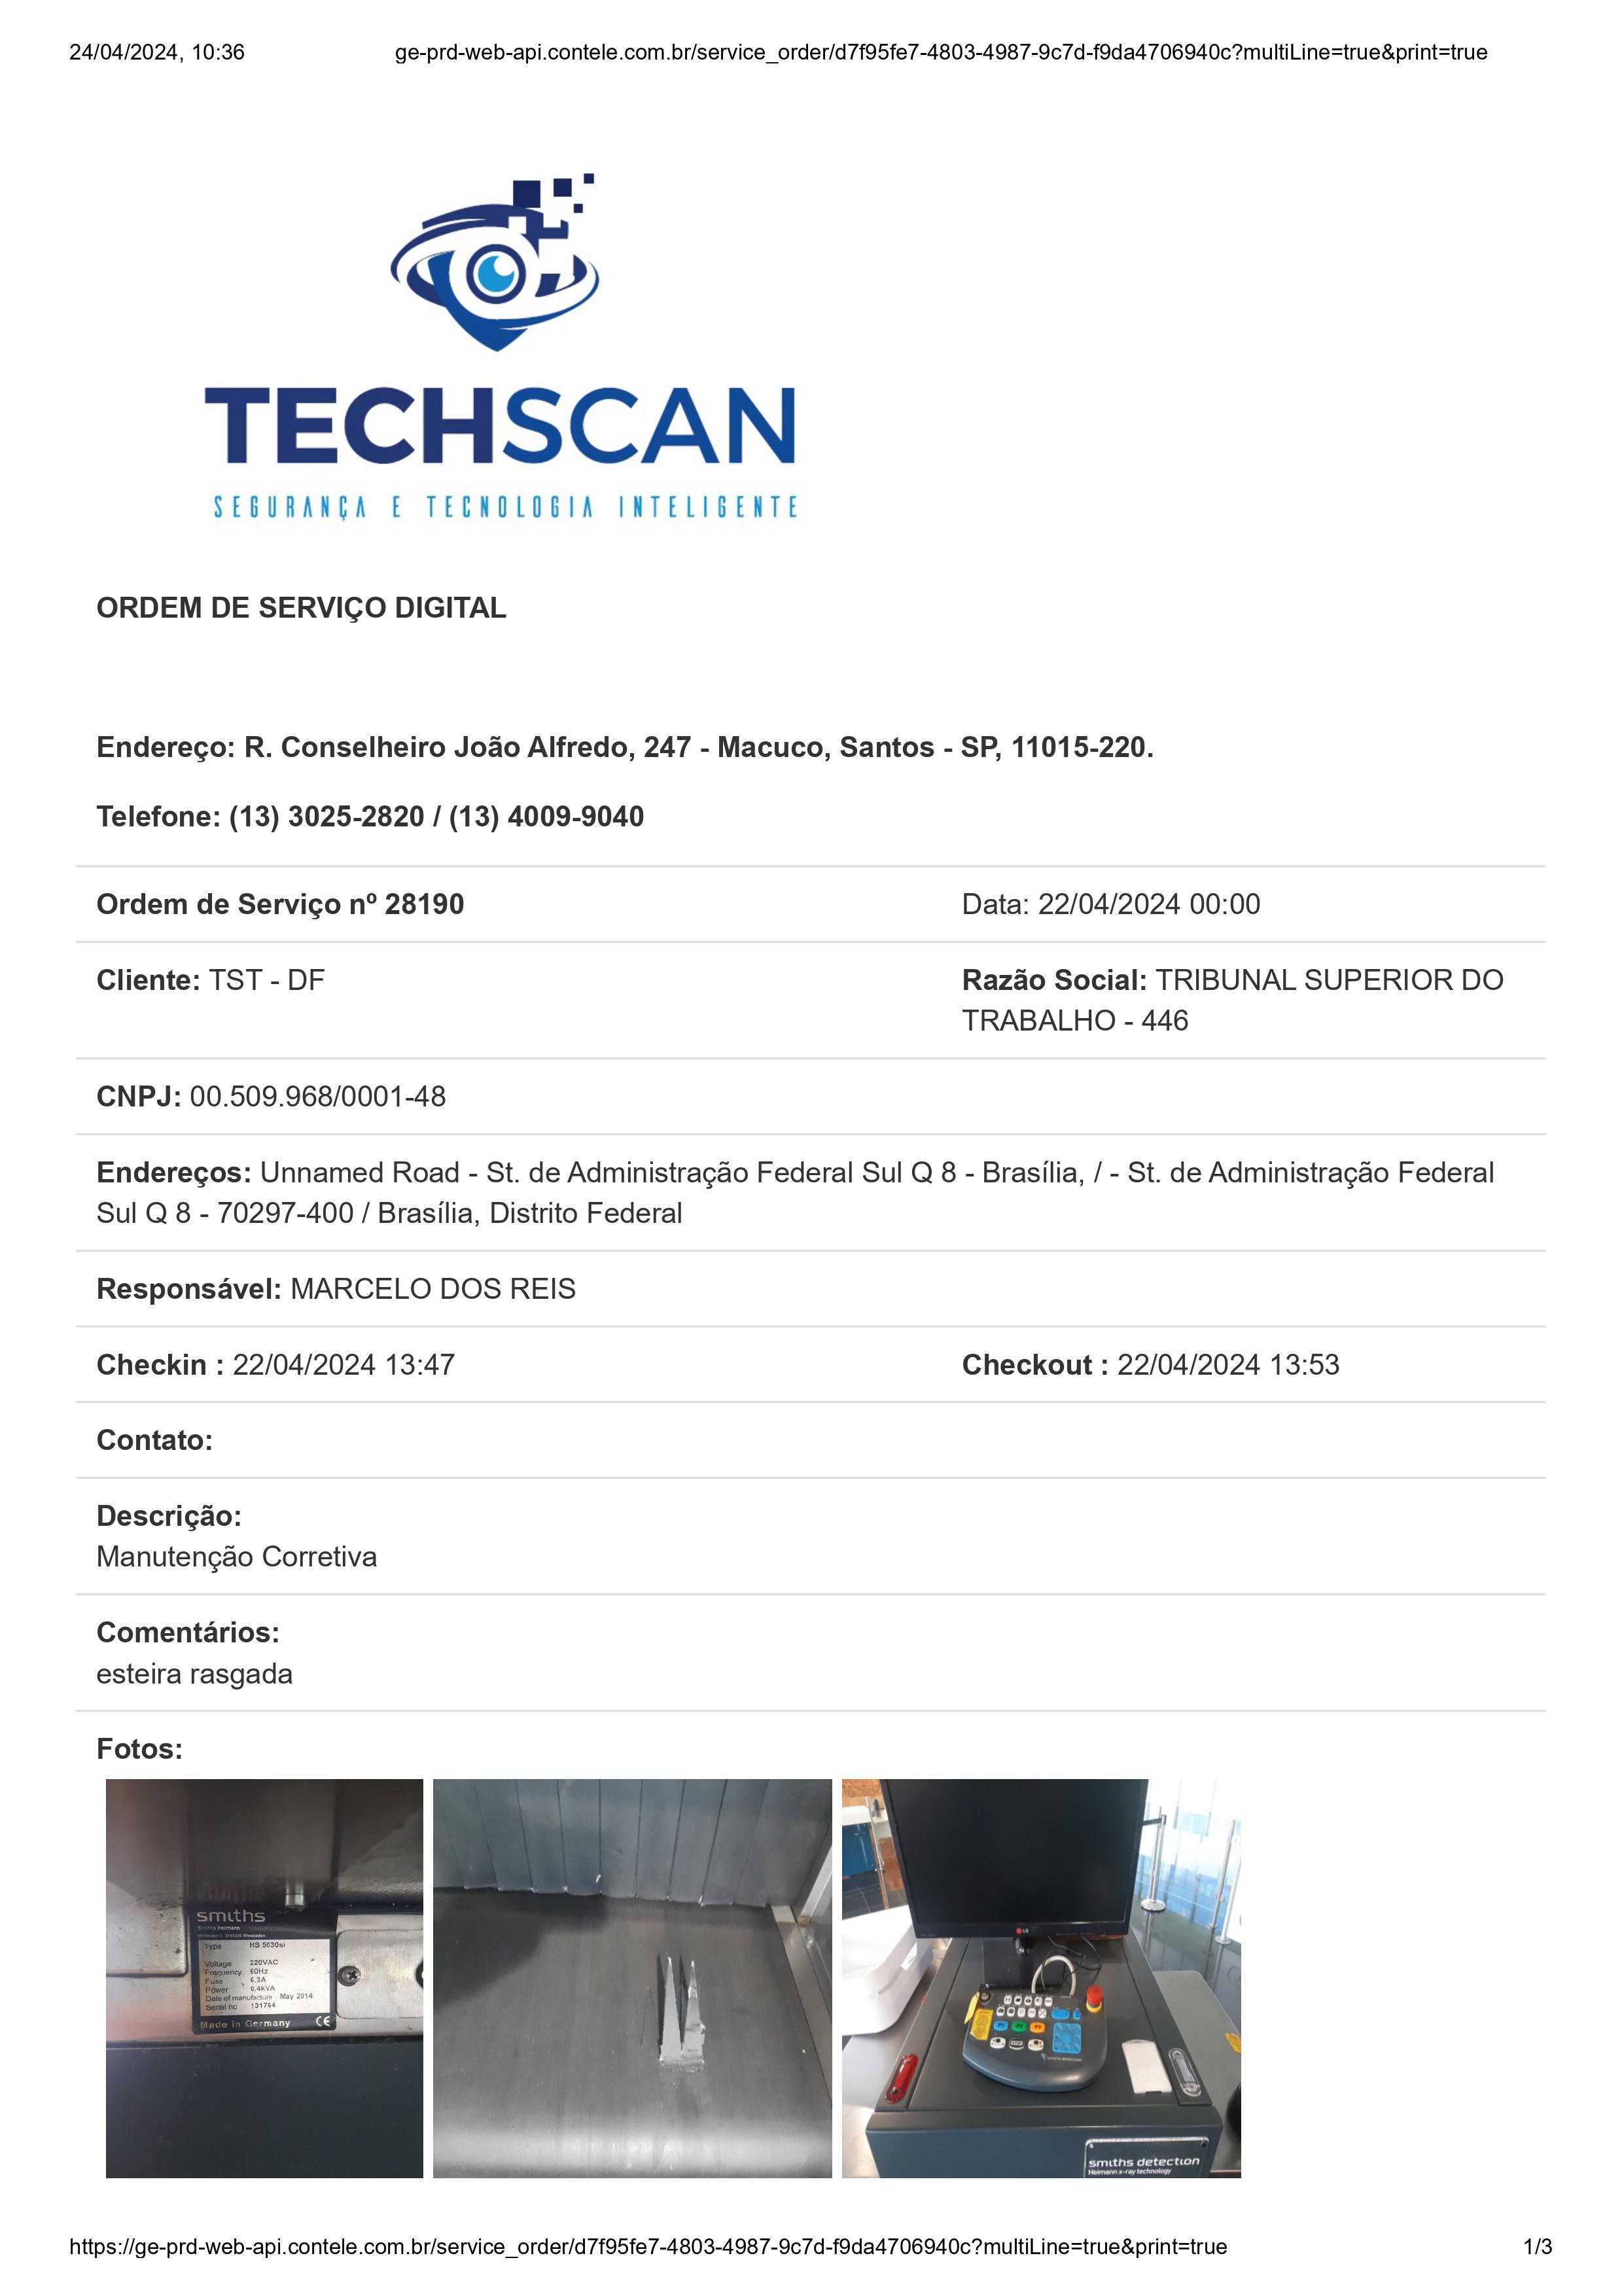 24/04/2024, 10:36
ge-prd-web-api.contele.com.br/service_order/d7f95fe7-4803-4987-9c7d-f9da4706940c?multiLine=true&print=true
TECHSCAN
SEGURANÇA E TECNOLOGIA INTELIGENTE
ORDEM DE SERVIÇO DIGITAL
Endereço: R. Conselheiro João Alfredo, 247 - Macuco, Santos - SP, 11015-220.
Telefone: (13) 3025-2820 / (13) 4009-9040
Ordem de Serviço nº 28190
Data: 22/04/2024 00:00
Cliente: TST - DF
Razão Social: TRIBUNAL SUPERIOR DO
TRABALHO - 446
CNPJ: 00.509.968/0001-48
Endereços: Unnamed Road - St. de Administração Federal Sul Q 8 - Brasília, / - St. de Administração Federal
Sul Q 8 - 70297-400 / Brasília, Distrito Federal
Responsável: MARCELO DOS REIS
Checkin : 22/04/2024 13:47
Checkout : 22/04/2024 13:53
Contato:
Descrição:
Manutenção Corretiva
Comentários:
esteira rasgada
Fotos:
smiths
Smiths Heimann
Type HS 5030si
Voltage 220VAC
Frequency 60Hz
Fuse 6.3A
Power 0.4kVA
Date of manufacture May 2014
Serial no 131764
Made in Germany CE
LG
smiths detection
Heimann x-ray technology
https://ge-prd-web-api.contele.com.br/service_order/d7f95fe7-4803-4987-9c7d-f9da4706940c?multiLine=true&print=true
1/3